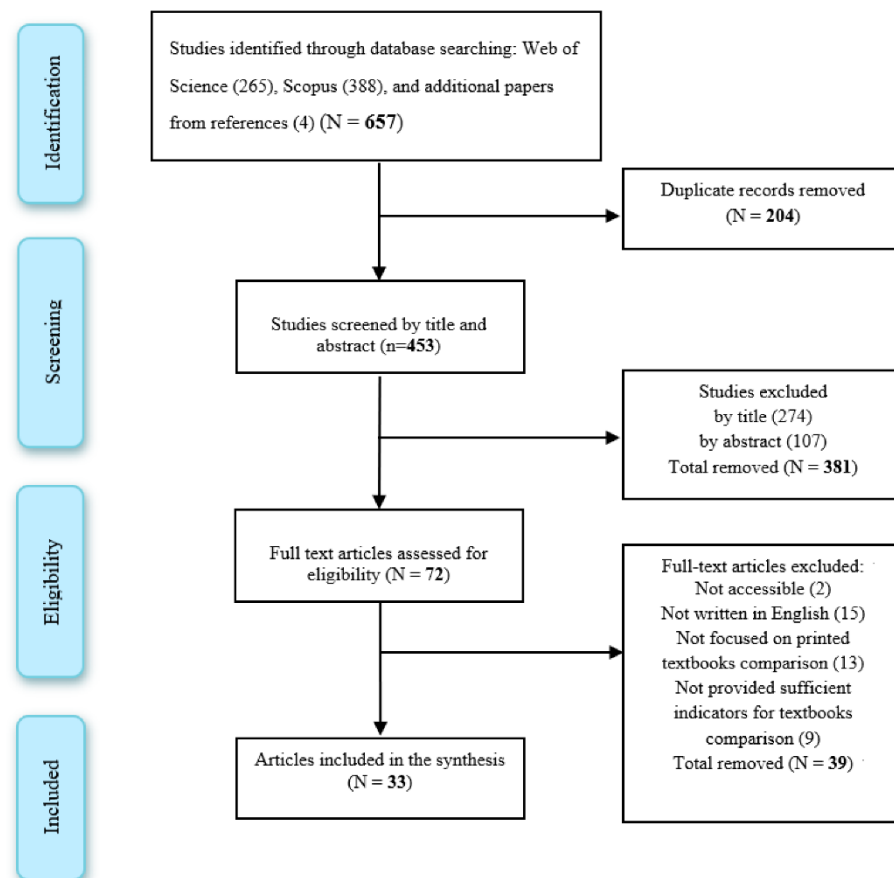 Identification
Studies identified through database searching: Web of
Science (265), Scopus (388), and additional papers
from references (4) (N = 657)
Duplicate records removed
(N = 204)
Screening
Studies screened by title and
abstract (n=453)
Studies excluded
by title (274)
by abstract (107)
Total removed (N = 381)
Eligibility
Full text articles assessed for
eligibility (N = 72)
Full-text articles excluded:
Not accessible (2)
Not written in English (15)
Not focused on printed
textbooks comparison (13)
Not provided sufficient
indicators for textbooks
comparison (9)
Total removed (N = 39)
Included
Articles included in the synthesis
(N = 33)